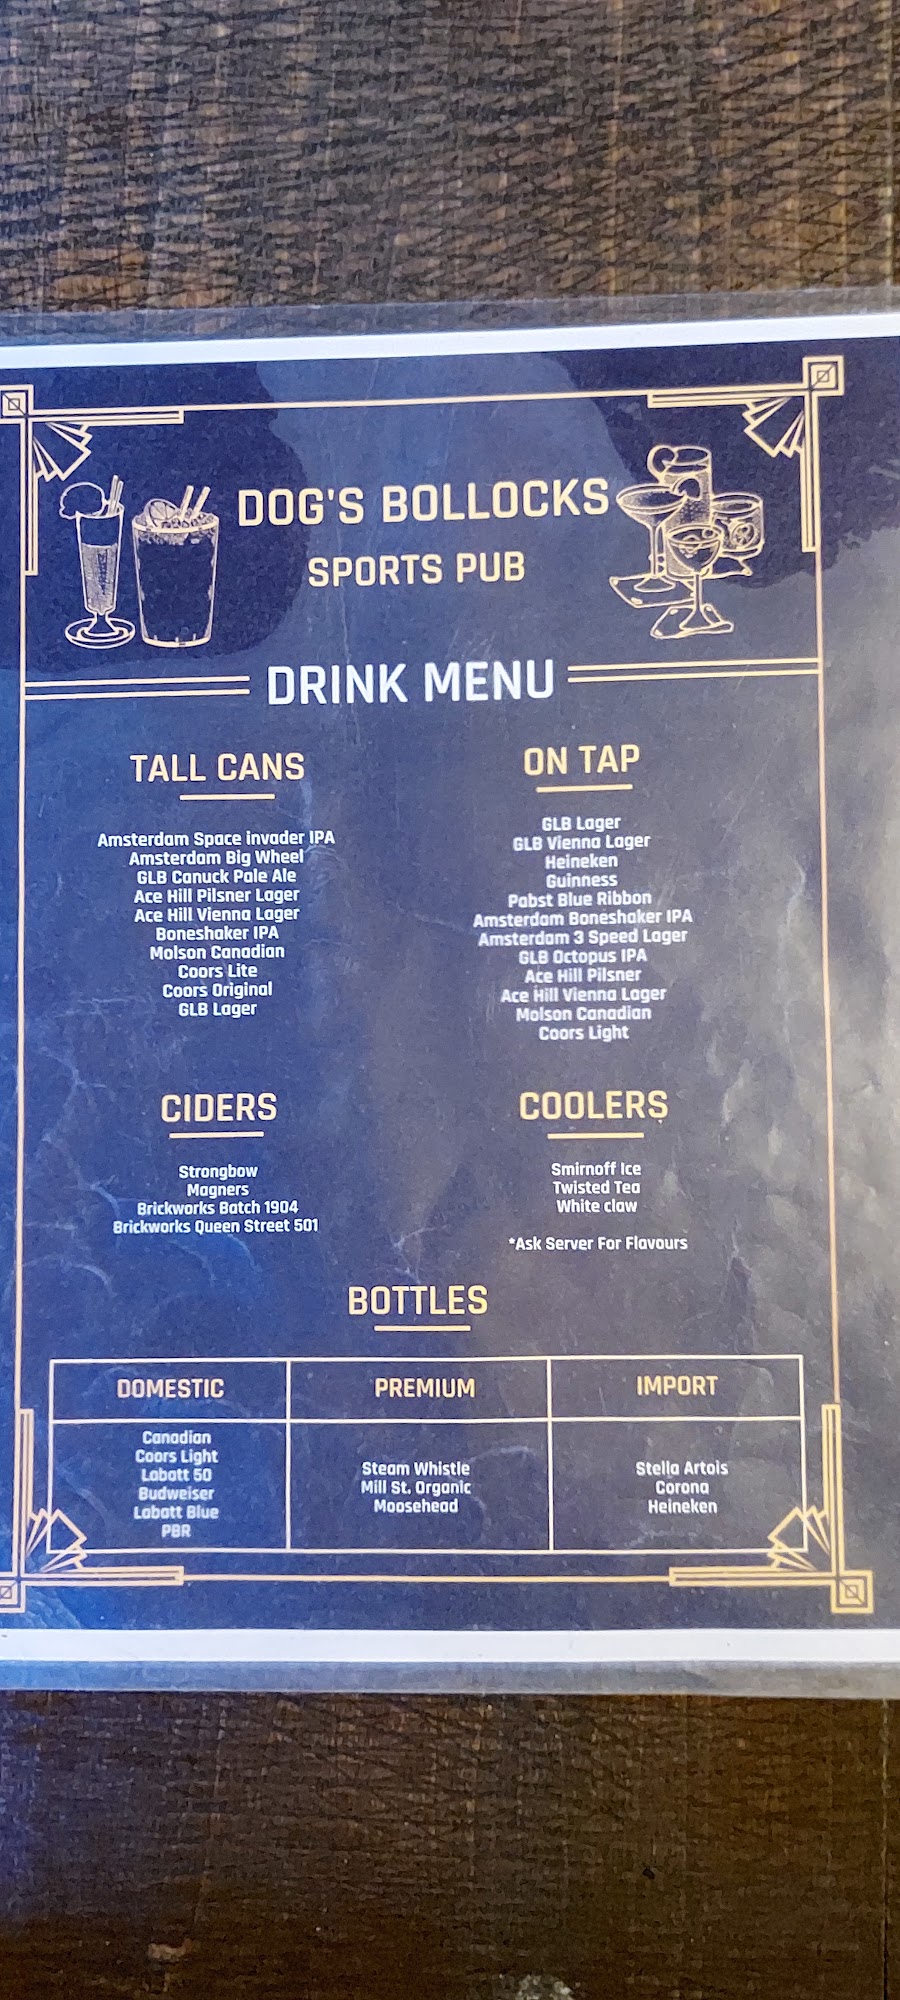 DOG'S BOLLOCKS
SPORTS PUB
DRINK MENU
TALL CANS
Amsterdam Space invader IPA
Amsterdam Big Wheel
GLB Canuck Pale Ale
Ace Hill Pilsner Lager
Ace Hill Vienna Lager
Boneshaker IPA
Molson Canadian
Coors Lite
Coors Original
GLB Lager
ON TAP
GLB Lager
GLB Vienna Lager
Heineken
Guinness
Pabst Blue Ribbon
Amsterdam Boneshaker IPA
Amsterdam 3 Speed Lager
GLB Octopus IPA
Ace Hill Pilsner
Ace Hill Vienna Lager
Molson Canadian
Coors Light
CIDERS
Strongbow
Magners
Brickworks Batch 1904
Brickworks Queen Street 501
COOLERS
Smirnoff Ice
Twisted Tea
White claw
*Ask Server For Flavours
BOTTLES
DOMESTIC
Canadian
Coors Light
Labatt 50
Budweiser
Labatt Blue
PBR
PREMIUM
Steam Whistle
Mill St. Organic
Moosehead
IMPORT
Stella Artois
Corona
Heineken